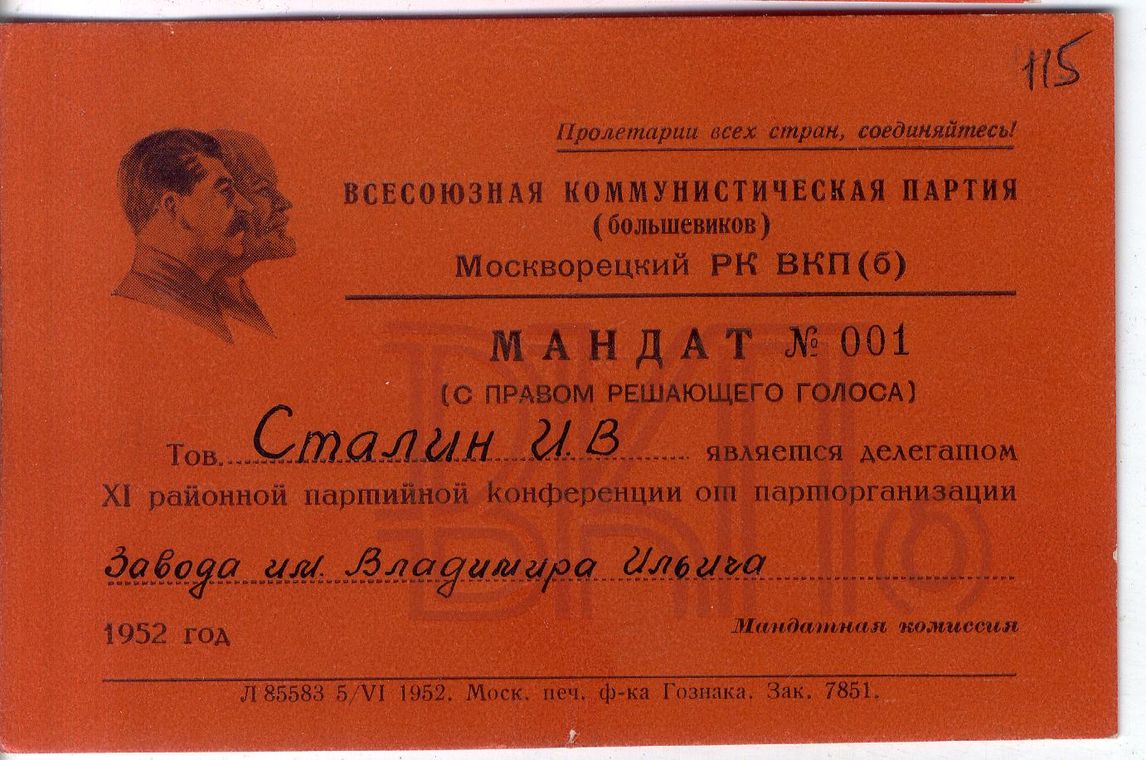 115
Пролетарии всех стран, соединяйтесь!
ВСЕСОЮЗНАЯ КОММУНИСТИЧЕСКАЯ ПАРТИЯ
(большевиков)
Москворецкий РК ВКП(б)
МАНДАТ № 001
(С ПРАВОМ РЕШАЮЩЕГО ГОЛОСА)
Тов. Сталин И.В является делегатом
XI районной партийной конференции от парторганизации
Завода им. Владимира Ильича
1952 год
Мандатная комиссия
Л 85583 5/VI 1952. Моск. печ. ф-ка Гознака. Зак. 7851.
ВКПб